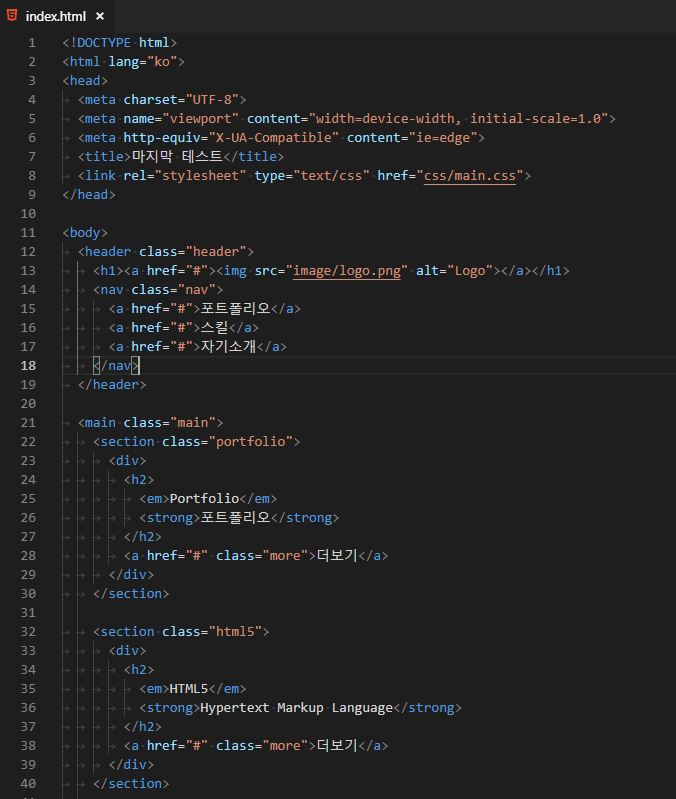 index.html ×
1 <!DOCTYPE html>
2 <html lang="ko">
3 <head>
4 <meta charset="UTF-8">
5 <meta name="viewport" content="width=device-width, initial-scale=1.0">
6 <meta http-equiv="X-UA-Compatible" content="ie=edge">
7 <title>마지막 테스트</title>
8 <link rel="stylesheet" type="text/css" href="css/main.css">
9 </head>
10
11 <body>
12 <header class="header">
13 <h1><a href="#"><img src="image/logo.png" alt="Logo"></a></h1>
14 <nav class="nav">
15 <a href="#">포트폴리오</a>
16 <a href="#">스킬</a>
17 <a href="#">자기소개</a>
18 </nav>
19 </header>
20
21 <main class="main">
22 <section class="portfolio">
23 <div>
24 <h2>
25 <em>Portfolio</em>
26 <strong>포트폴리오</strong>
27 </h2>
28 <a href="#" class="more">더보기</a>
29 </div>
30 </section>
31
32 <section class="html5">
33 <div>
34 <h2>
35 <em>HTML5</em>
36 <strong>Hypertext Markup Language</strong>
37 </h2>
38 <a href="#" class="more">더보기</a>
39 </div>
40 </section>